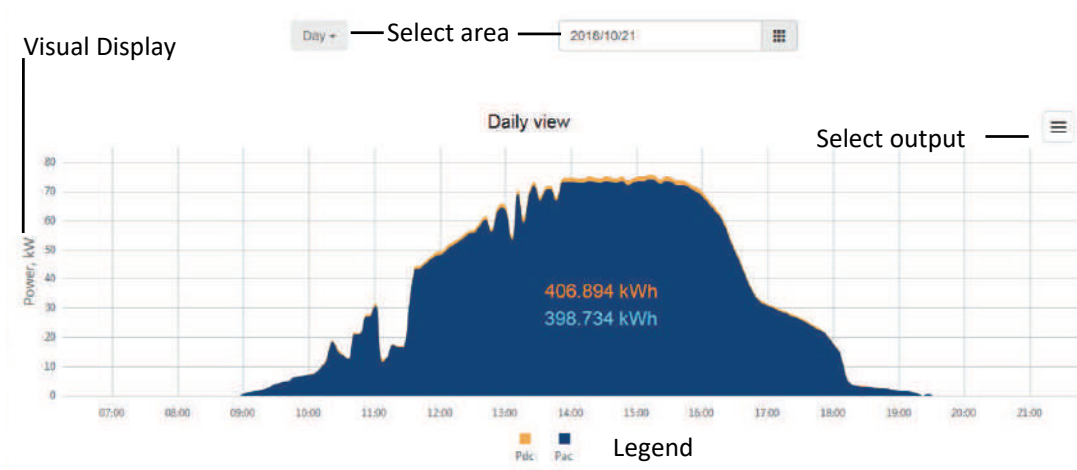 Day
Select area
2018/10/21
Visual Display
Daily view
Select output
80
70
60
50
40
30
20
10
0
Power, kW
406.894 kWh
398.734 kWh
07:00 08:00 09:00 10:00 11:00 12:00 13:00 14:00 15:00 16:00 17:00 18:00 19:00 20:00 21:00
Pdc Pac
Legend